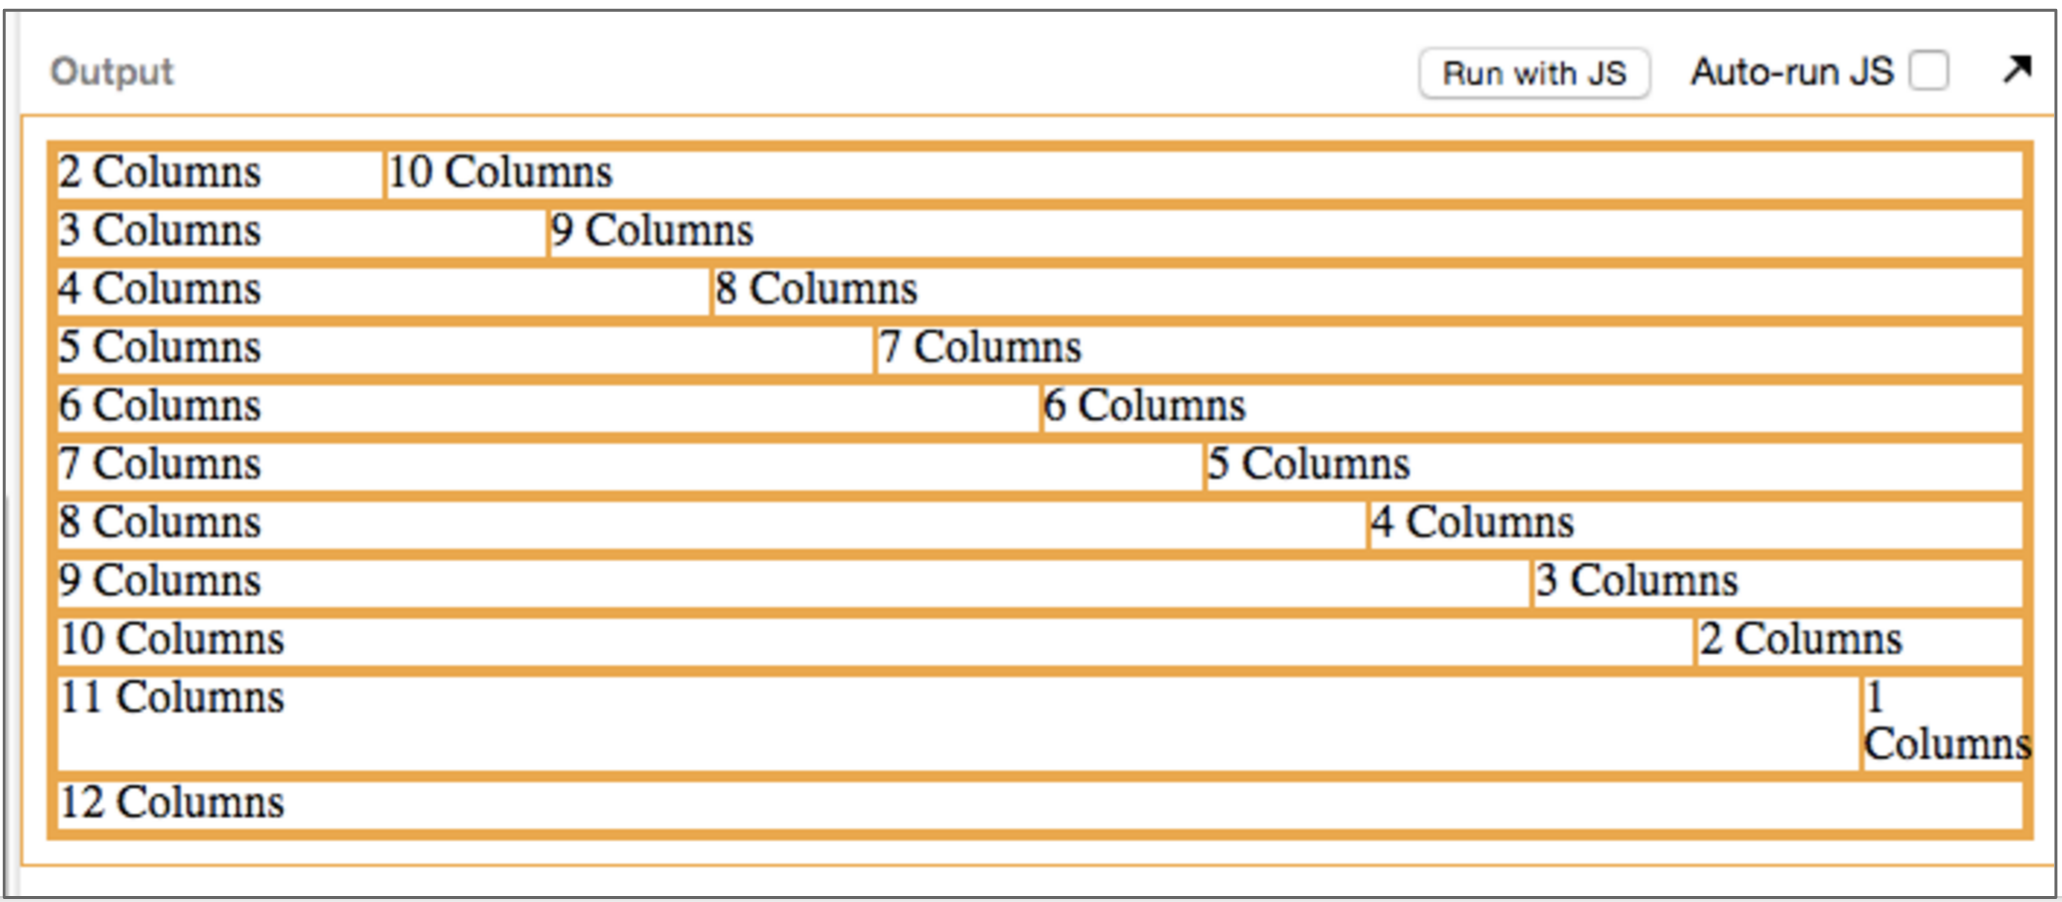 Output Run with JS Auto-run JS
2 Columns 10 Columns
3 Columns 9 Columns
4 Columns 8 Columns
5 Columns 7 Columns
6 Columns 6 Columns
7 Columns 5 Columns
8 Columns 4 Columns
9 Columns 3 Columns
10 Columns 2 Columns
11 Columns 1
Columns
12 Columns